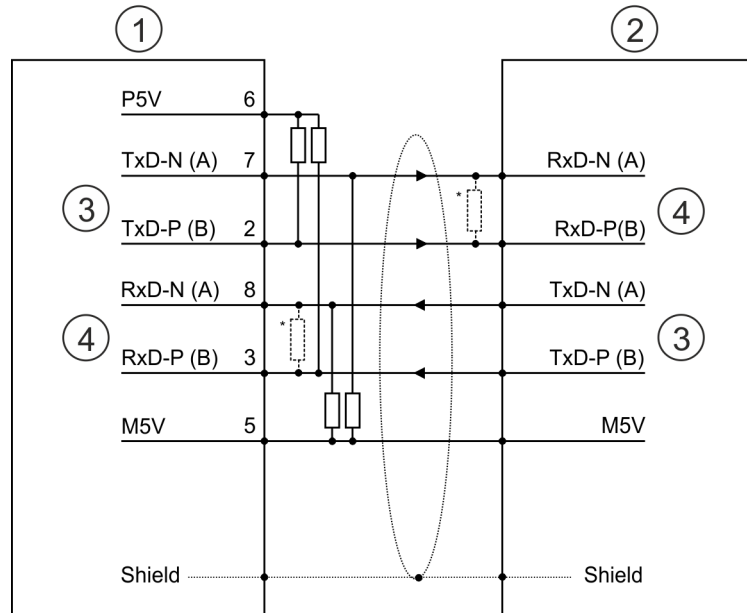 1 2
P5V 6
TxD-N (A) 7 RxD-N (A)
3 * 4
TxD-P (B) 2 RxD-P(B)
RxD-N (A) 8 TxD-N (A)
4 * 3
RxD-P (B) 3 TxD-P (B)
M5V 5 M5V
Shield Shield